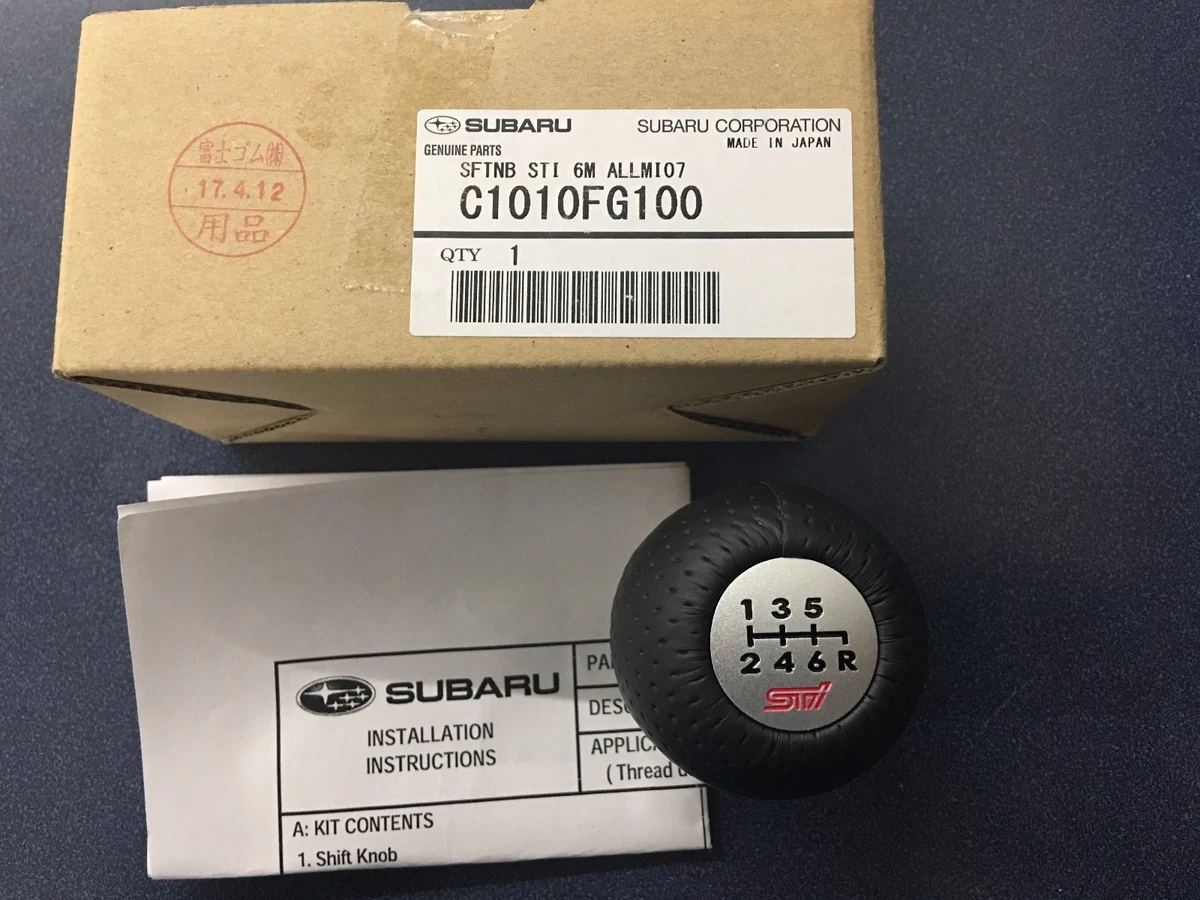 富士ゴム㈱
17.4.12
用品
SUBARU
SUBARU CORPORATION
MADE IN JAPAN
GENUINE PARTS
SFTNB STI 6M ALLMI07
C1010FG100
QTY 1
SUBARU
INSTALLATION
INSTRUCTIONS
A: KIT CONTENTS
1. Shift Knob
(Thread
1 3 5
2 4 6 R
STI